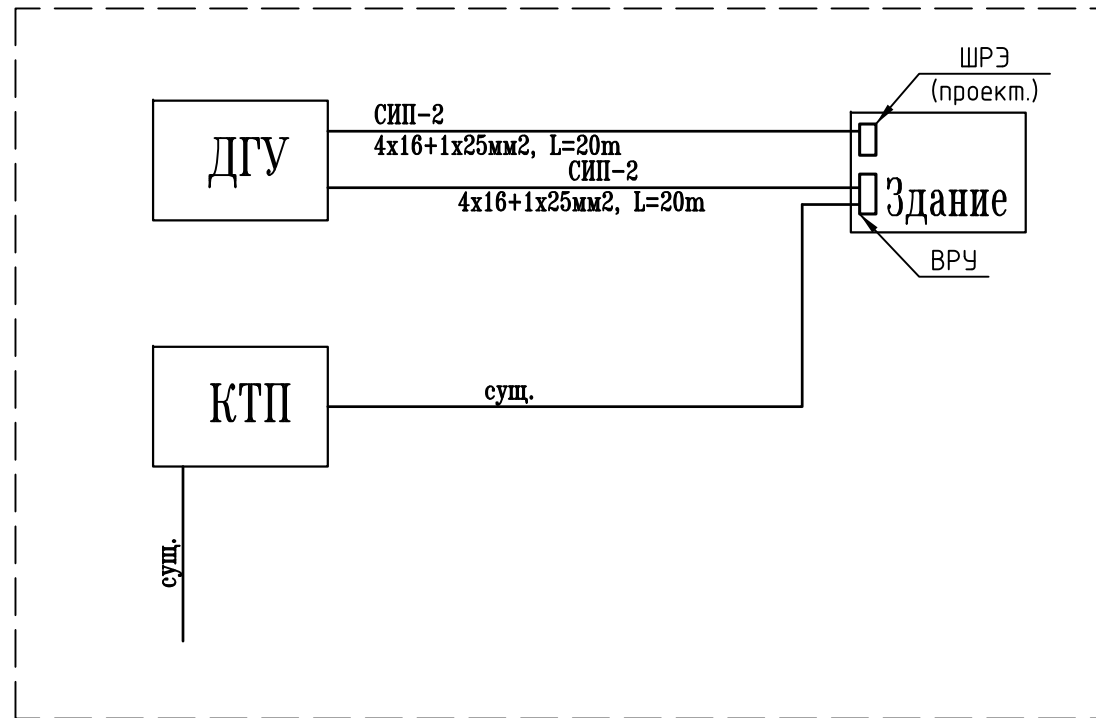 ШРЭ
(проект.)
СИП-2
4х16+1х25мм2, L=20m
ДГУ
СИП-2
4х16+1х25мм2, L=20m
Здание
ВРУ
КТП
сущ.
сущ.